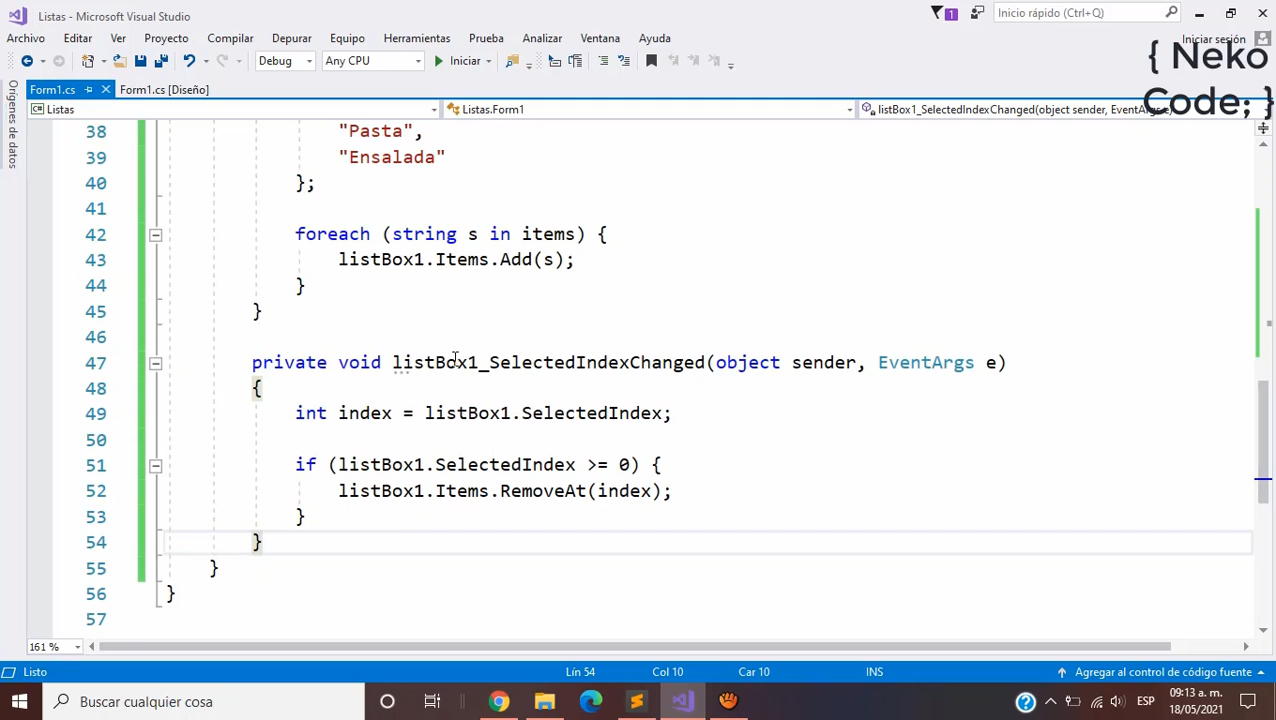 Listas - Microsoft Visual Studio
1
Inicio rápido (Ctrl+Q)
Archivo Editar Ver Proyecto Compilar Depurar Equipo Herramientas Prueba Analizar Ventana Ayuda
Iniciar sesión
{ Neko
Code; }
Debug Any CPU Iniciar
Form1.cs Form1.cs [Diseño]
Orígenes de datos
Listas Listas.Form1 listBox1_SelectedIndexChanged(object sender, EventArgs e)
38 "Pasta",
39 "Ensalada"
40 };
41
42 foreach (string s in items) {
43 listBox1.Items.Add(s);
44 }
45 }
46
47 private void listBox1_SelectedIndexChanged(object sender, EventArgs e)
48 {
49 int index = listBox1.SelectedIndex;
50
51 if (listBox1.SelectedIndex >= 0) {
52 listBox1.Items.RemoveAt(index);
53 }
54 }
55 }
56 }
57
161 %
Listo Lín 54 Col 10 Car 10 INS Agregar al control de código fuente
Buscar cualquier cosa
ESP
09:13 a. m.
18/05/2021